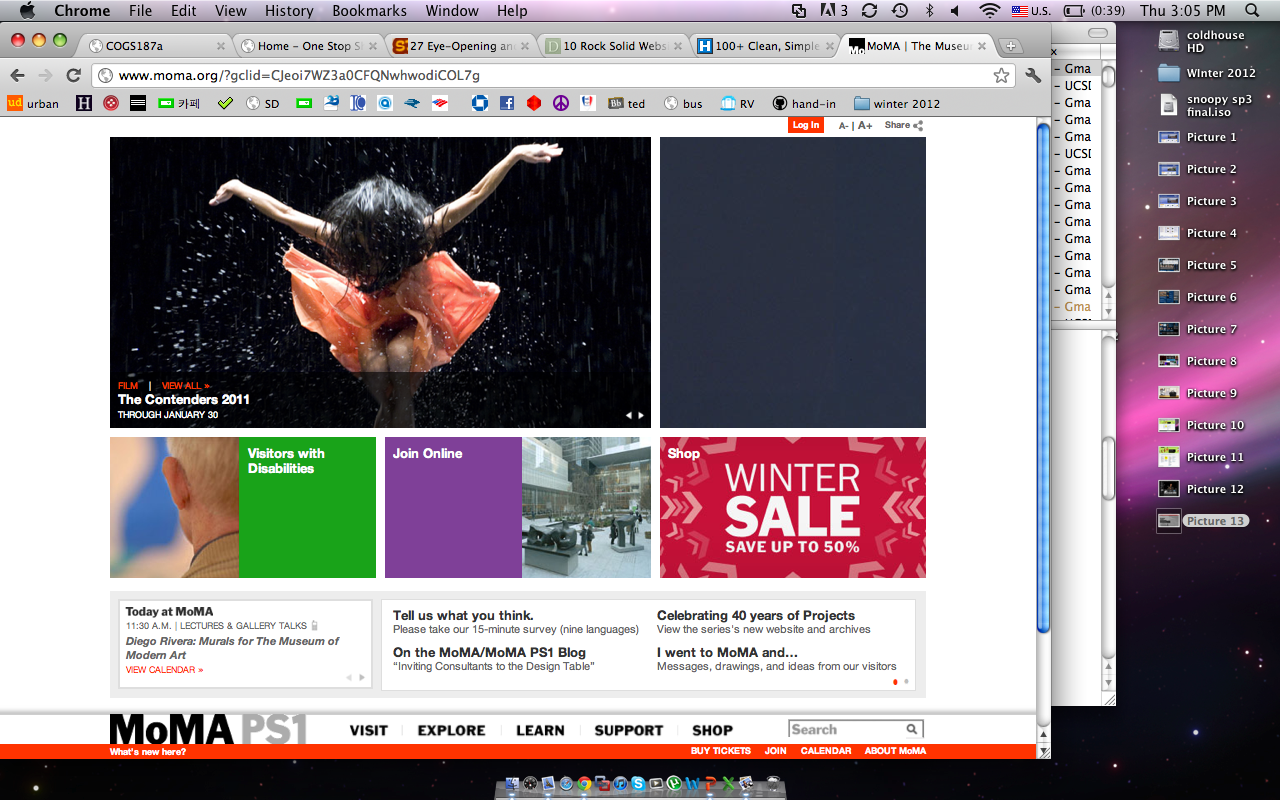 Chrome File Edit View History Bookmarks Window Help 3 U.S. (0:39) Thu 3:05 PM
COGS187a Home – One Stop S 27 Eye-Opening an 10 Rock Solid Webs 100+ Clean, Simple MoMA | The Museu
www.moma.org/?gclid=CJeoi7WZ3a0CFQNwhwodiCOL7g
ud urban H 카페 SD Bb ted bus RV hand-in winter 2012
Log In A- | A+ Share
FILM | VIEW ALL »
The Contenders 2011
THROUGH JANUARY 30
Visitors with
Disabilities
Join Online
Shop
WINTER
SALE
SAVE UP TO 50%
Today at MoMA
11:30 A.M. | LECTURES & GALLERY TALKS
Diego Rivera: Murals for The Museum of
Modern Art
VIEW CALENDAR »
Tell us what you think.
Please take our 15-minute survey (nine languages)
On the MoMA/MoMA PS1 Blog
“Inviting Consultants to the Design Table”
Celebrating 40 years of Projects
View the series's new website and archives
I went to MoMA and...
Messages, drawings, and ideas from our visitors
MoMA PS1 VISIT EXPLORE LEARN SUPPORT SHOP Search
What's new here? BUY TICKETS JOIN CALENDAR ABOUT MoMA
x
– Gma
– UCSD
– Gma
– Gma
– Gma
– UCSD
– Gma
– Gma
– Gma
– Gma
– Gma
– Gma
– Gma
– Gma
– Gma
coldhouse
HD
WInter 2012
snoopy sp3
final.iso
Picture 1
Picture 2
Picture 3
Picture 4
Picture 5
Picture 6
Picture 7
Picture 8
Picture 9
Picture 10
Picture 11
Picture 12
Picture 13